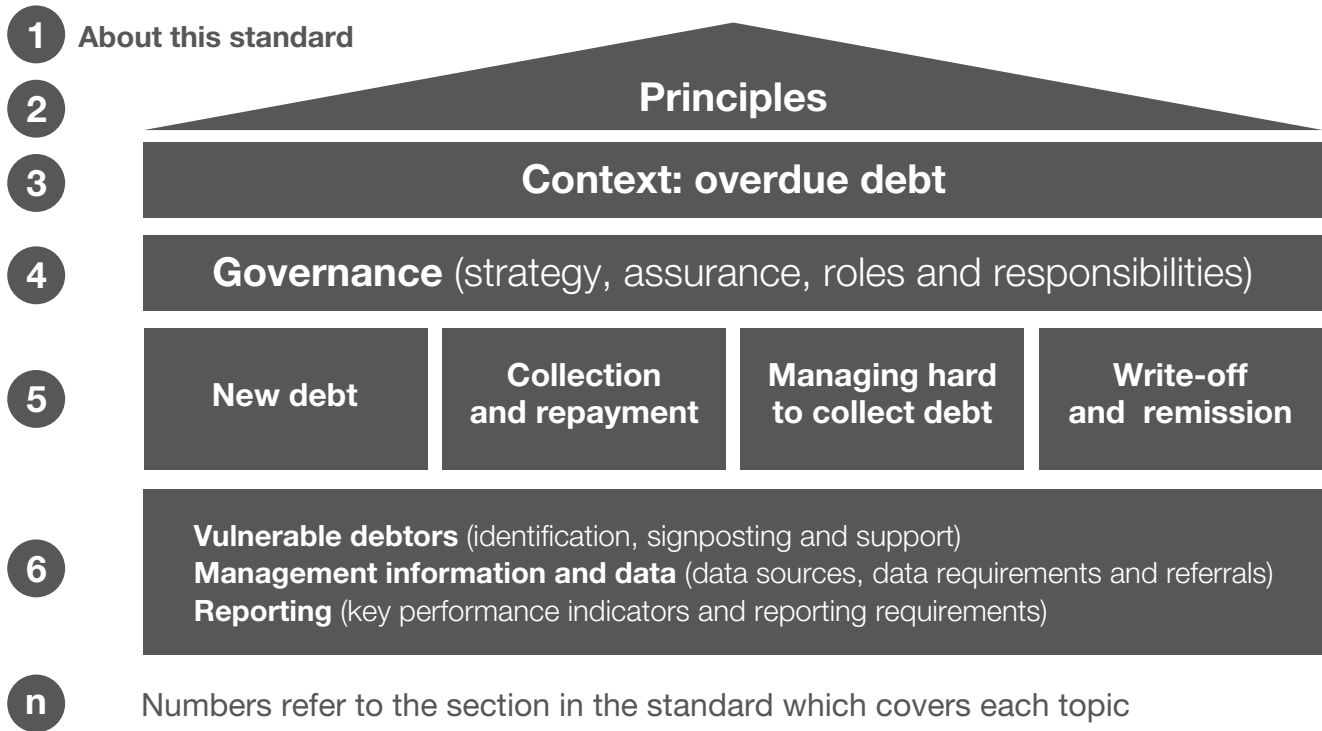 1 About this standard
2 Principles
3 Context: overdue debt
4 Governance (strategy, assurance, roles and responsibilities)
5
New debt
Collection
and repayment
Managing hard
to collect debt
Write-off
and remission
6
Vulnerable debtors (identification, signposting and support)
Management information and data (data sources, data requirements and referrals)
Reporting (key performance indicators and reporting requirements)
n Numbers refer to the section in the standard which covers each topic